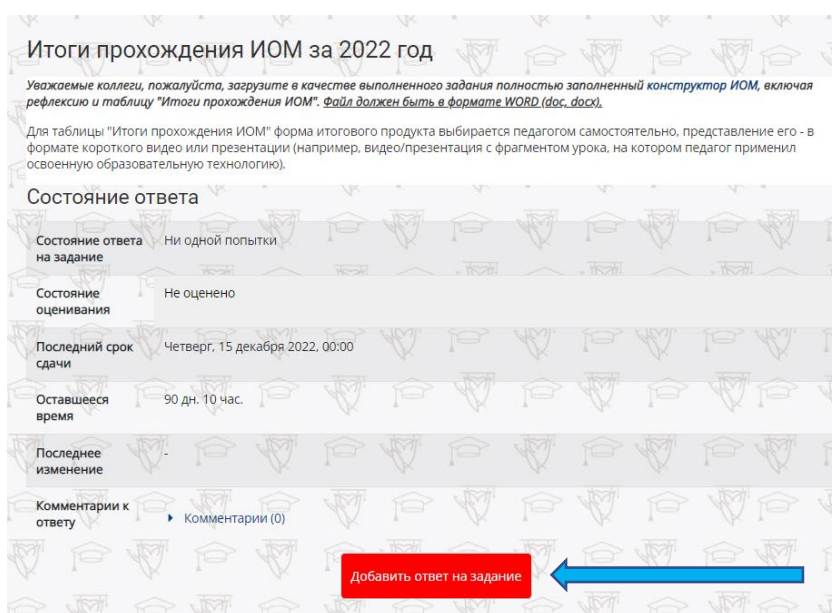 Итоги прохождения ИОМ за 2022 год
Уважаемые коллеги, пожалуйста, загрузите в качестве выполненного задания полностью заполненный конструктор ИОМ, включая
рефлексию и таблицу "Итоги прохождения ИОМ". Файл должен быть в формате WORD (doc, docx).
Для таблицы "Итоги прохождения ИОМ" форма итогового продукта выбирается педагогом самостоятельно, представление его - в
формате короткого видео или презентации (например, видео/презентация с фрагментом урока, на котором педагог применил
освоенную образовательную технологию).
Состояние ответа
Состояние ответа Ни одной попытки
на задание
Состояние Не оценено
оценивания
Последний срок Четверг, 15 декабря 2022, 00:00
сдачи
Оставшееся 90 дн. 10 час.
время
Последнее -
изменение
Комментарии к
ответу Комментарии (0)
Добавить ответ на задание